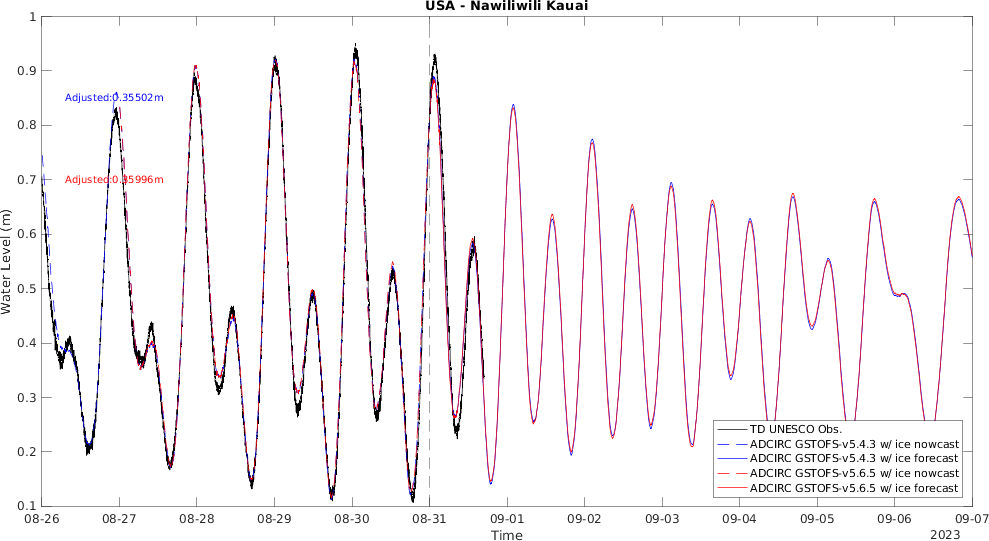 USA - Nawiliwili Kauai
1
0.9
0.8
0.7
0.6
0.5
0.4
0.3
0.2
0.1
Water Level (m)
Adjusted:0.35502m
Adjusted:0.35996m
TD UNESCO Obs.
ADCIRC GSTOFS-v5.4.3 w/ ice nowcast
ADCIRC GSTOFS-v5.4.3 w/ ice forecast
ADCIRC GSTOFS-v5.6.5 w/ ice nowcast
ADCIRC GSTOFS-v5.6.5 w/ ice forecast
08-26 08-27 08-28 08-29 08-30 08-31 09-01 09-02 09-03 09-04 09-05 09-06 09-07
Time
2023